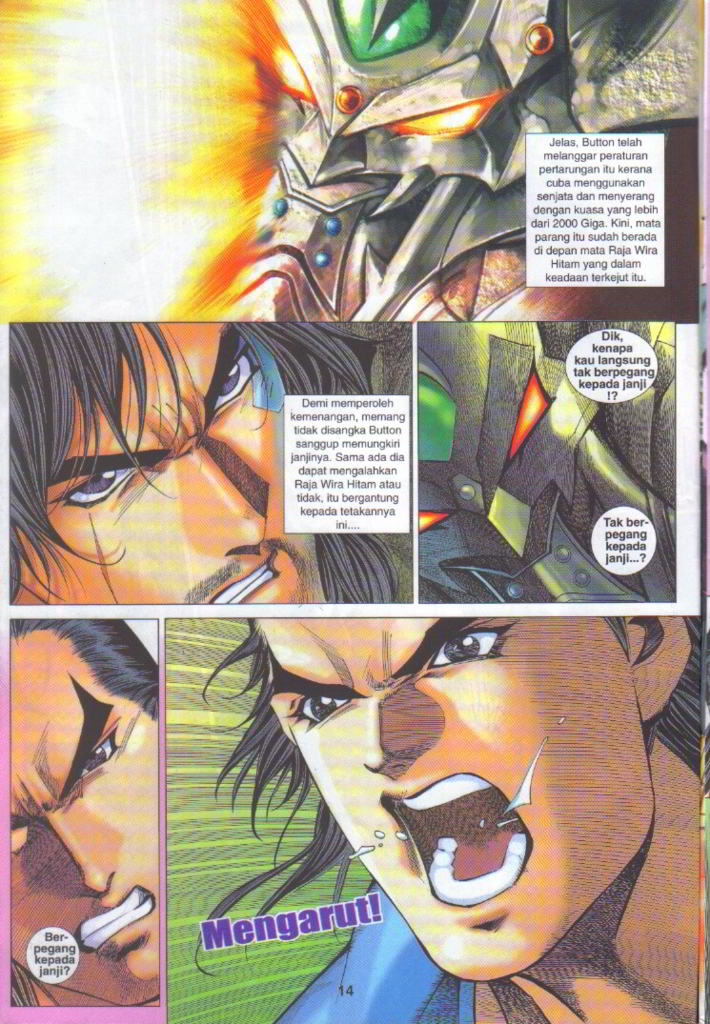 Jelas, Button telah
melanggar peraturan
pertarungan itu kerana
cuba menggunakan
senjata dan menyerang
dengan kuasa yang lebih
dari 2000 Giga. Kini, mata
parang itu sudah berada
di depan mata Raja Wira
Hitam yang dalam
keadaan terkejut itu.
Demi memperoleh
kemenangan, memang
tidak disangka Button
sanggup memungkiri
janjinya. Sama ada dia
dapat mengalahkan
Raja Wira Hitam atau
tidak, itu bergantung
kepada tetakannya
ini....
Dik,
kenapa
kau langsung
tak berpegang
kepada janji
!?
Tak ber-
pegang
kepada
janji...?
Ber-
pegang
kepada
janji?
Mengarut!
14